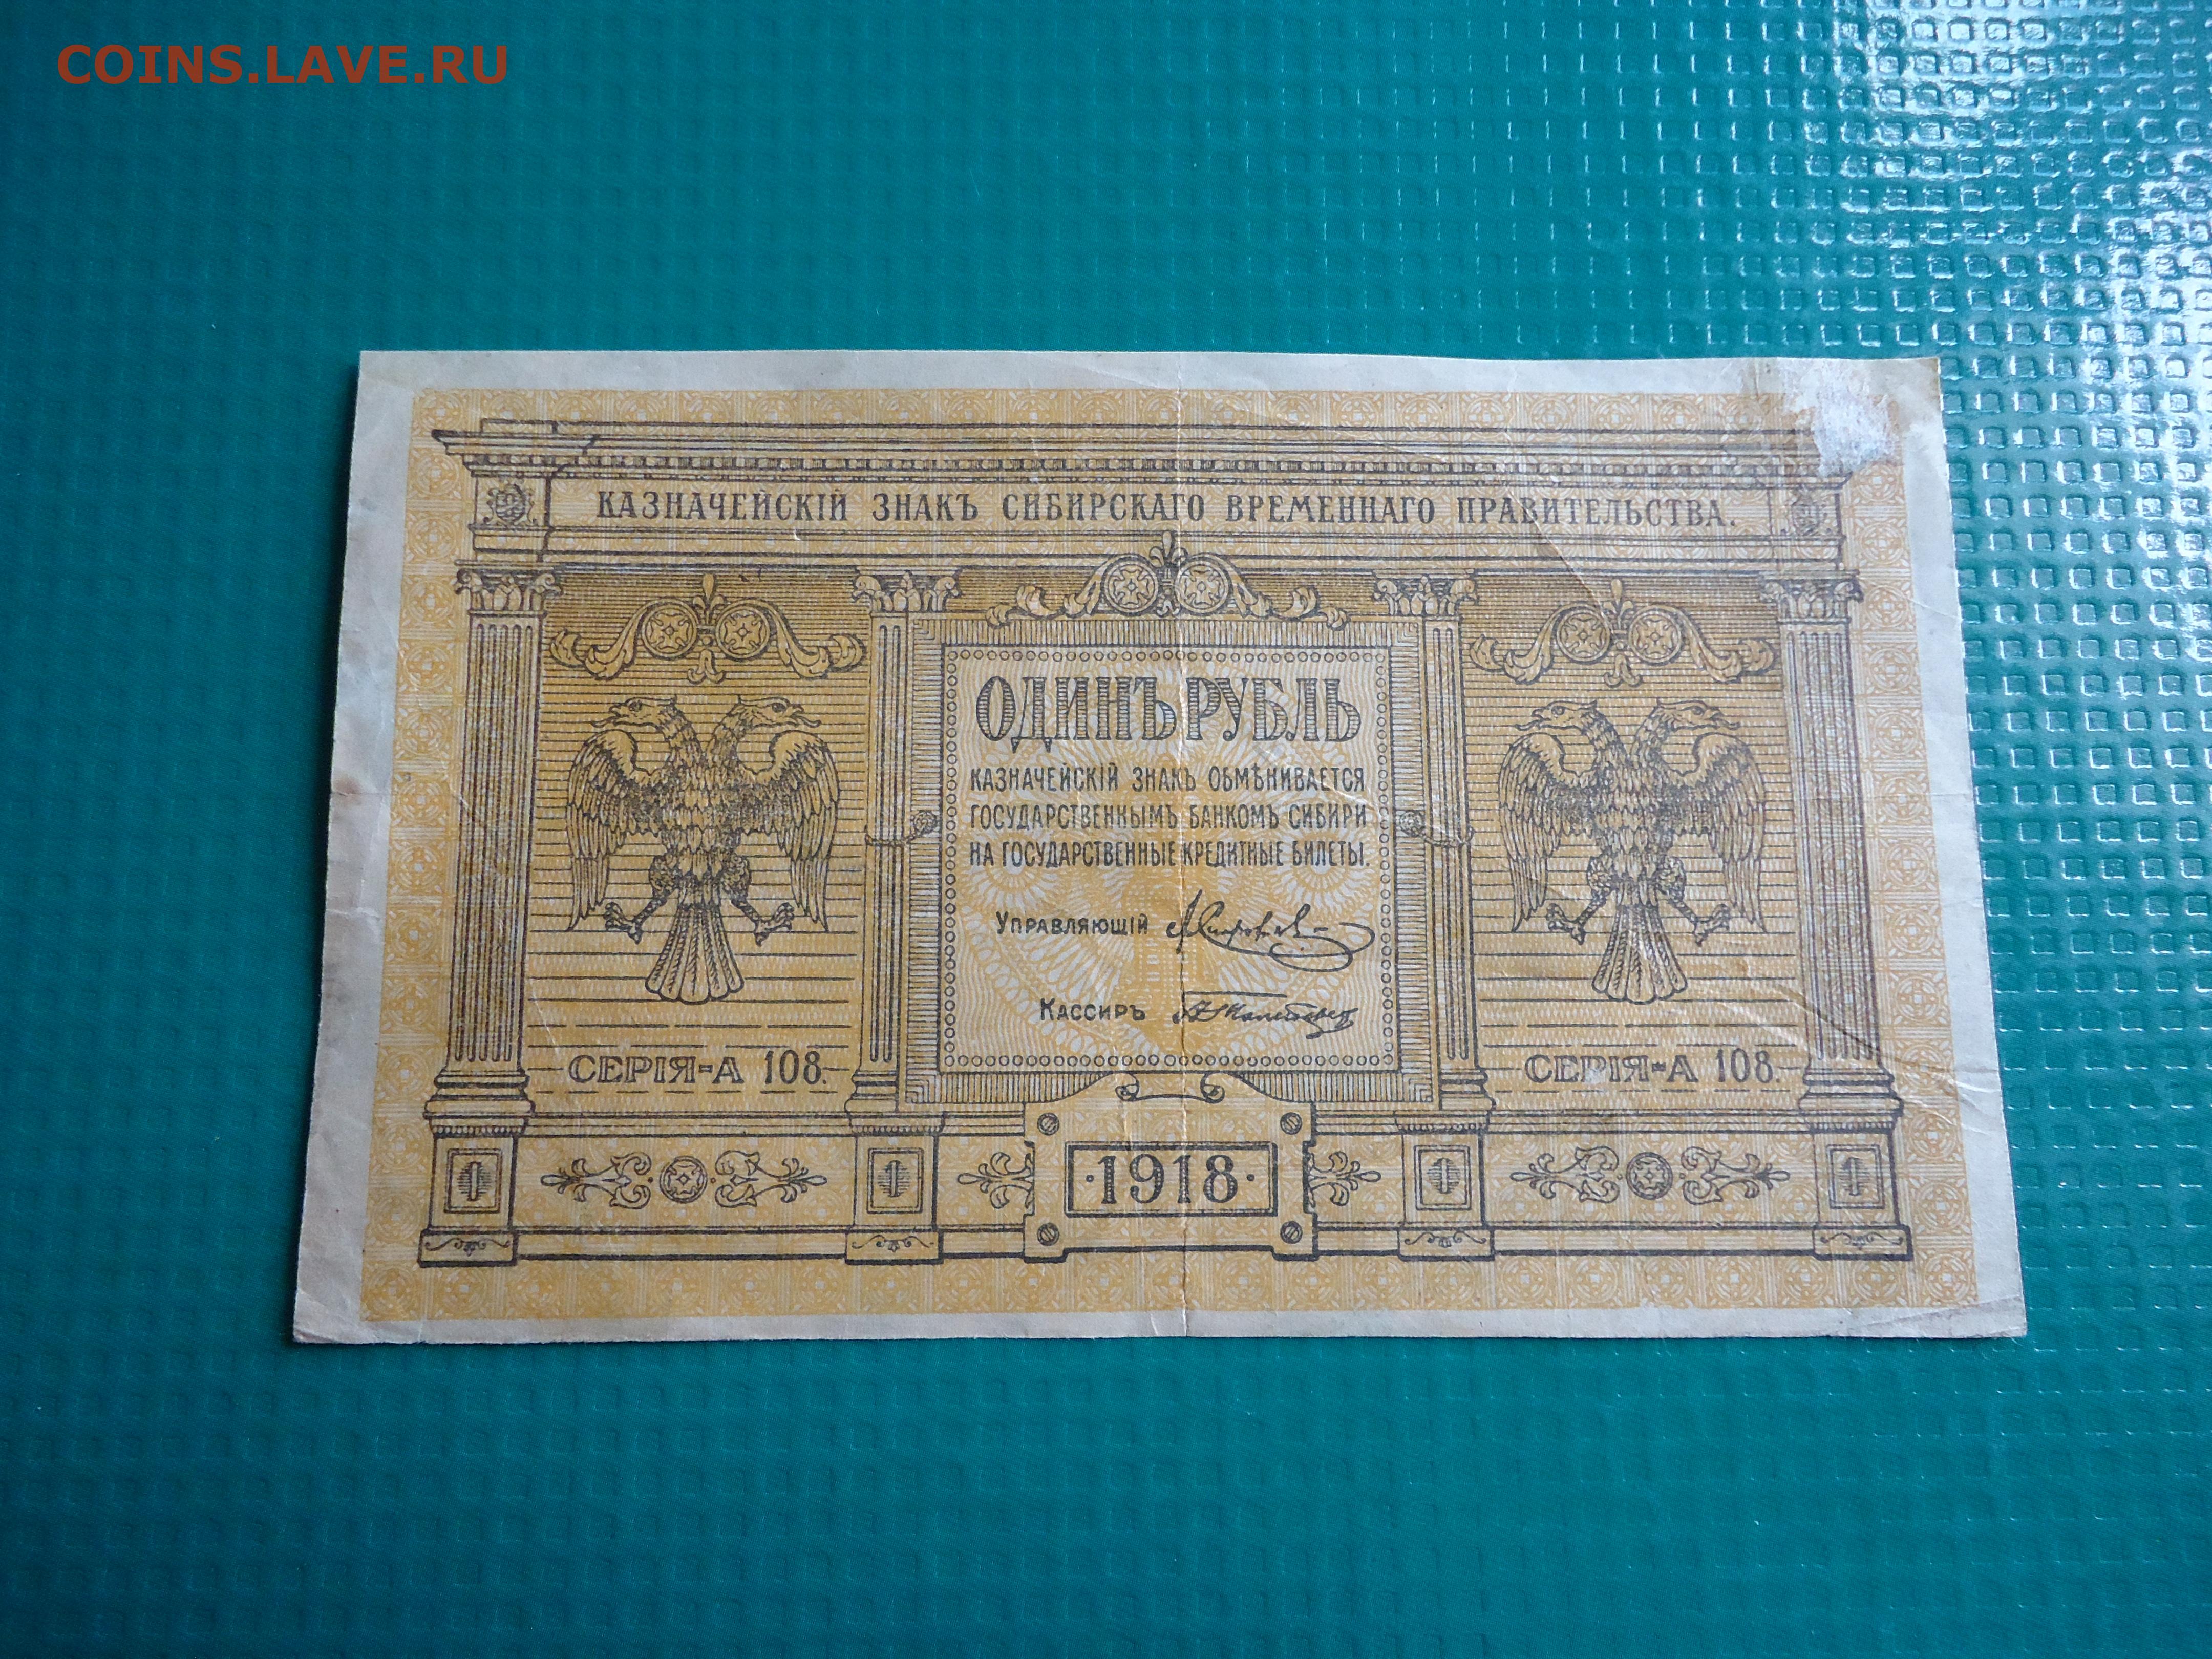 COINS.LAVE.RU
КАЗНАЧЕЙСКІЙ ЗНАКЪ СИБИРСКАГО ВРЕМЕННАГО ПРАВИТЕЛЬСТВА.
ОДИНЪ РУБЛЬ
КАЗНАЧЕЙСКІЙ ЗНАКЪ ОБМѢНИВАЕТСЯ
ГОСУДАРСТВЕННЫМЪ БАНКОМЪ СИБИРИ
НА ГОСУДАРСТВЕННЫЕ КРЕДИТНЫЕ БИЛЕТЫ.
УПРАВЛЯЮЩІЙ
КАССИРЪ
СЕРІЯ-А 108.
СЕРІЯ-А 108.
1
1
·1918·
1
1